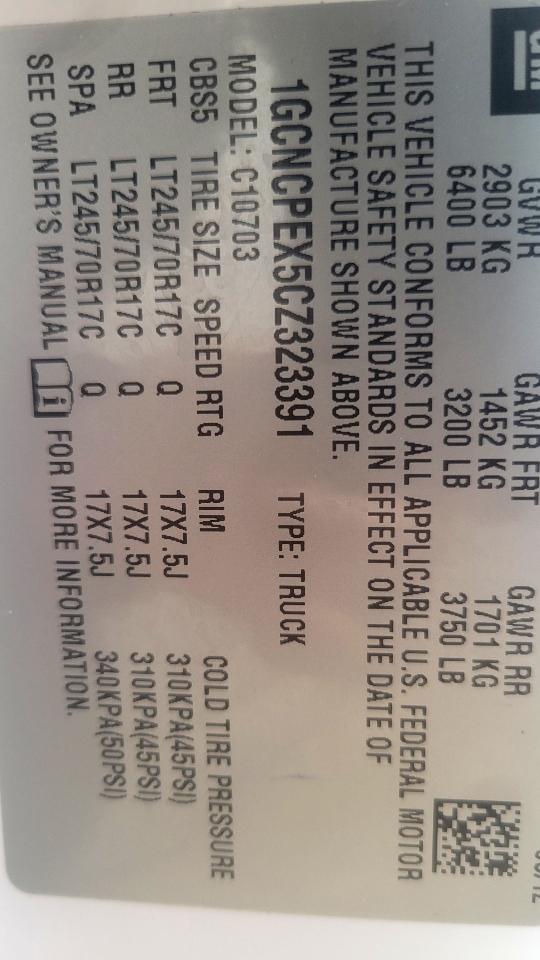 GM
GVWR GAWR FRT GAWR RR
2903 KG 1452 KG 1701 KG
6400 LB 3200 LB 3750 LB
THIS VEHICLE CONFORMS TO ALL APPLICABLE U.S. FEDERAL MOTOR
VEHICLE SAFETY STANDARDS IN EFFECT ON THE DATE OF
MANUFACTURE SHOWN ABOVE.
1GCNCPEX5CZ323391 TYPE: TRUCK
MODEL: C10703
CBS5 TIRE SIZE SPEED RTG RIM COLD TIRE PRESSURE
FRT LT245/70R17C Q 17X7.5J 310KPA(45PSI)
RR LT245/70R17C Q 17X7.5J 310KPA(45PSI)
SPA LT245/70R17C Q 17X7.5J 340KPA(50PSI)
SEE OWNER'S MANUAL i FOR MORE INFORMATION.